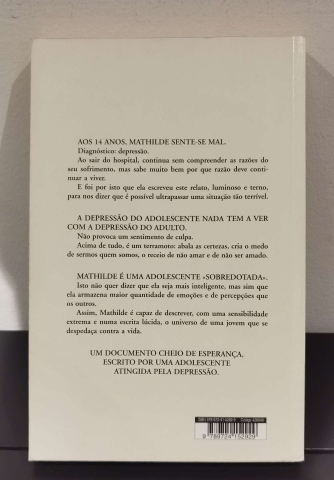 AOS 14 ANOS, MATHILDE SENTE-SE MAL.
Diagnóstico: depressão.
Ao sair do hospital, continua sem compreender as razões do
seu sofrimento, mas sabe muito bem por que razão deve conti-
nuar a viver.
E foi por isto que ela escreveu este relato, luminoso e terno,
para nos dizer que é possível ultrapassar uma situação tão terrível.
A DEPRESSÃO DO ADOLESCENTE NADA TEM A VER
COM A DEPRESSÃO DO ADULTO.
Não provoca um sentimento de culpa.
Acima de tudo, é um terramoto: abala as certezas, cria o medo
de sermos quem somos, o receio de não amar e de não ser amado.
MATHILDE É UMA ADOLESCENTE «SOBREDOTADA».
Isto não quer dizer que ela seja mais inteligente, mas sim que
ela armazena maior quantidade de emoções e de percepções que
os outros.
Assim, Mathilde é capaz de descrever, com uma sensibilidade
extrema e numa escrita lúcida, o universo de uma jovem que se
despedaça contra a vida.
UM DOCUMENTO CHEIO DE ESPERANÇA,
ESCRITO POR UMA ADOLESCENTE
ATINGIDA PELA DEPRESSÃO.
9 789724 152929